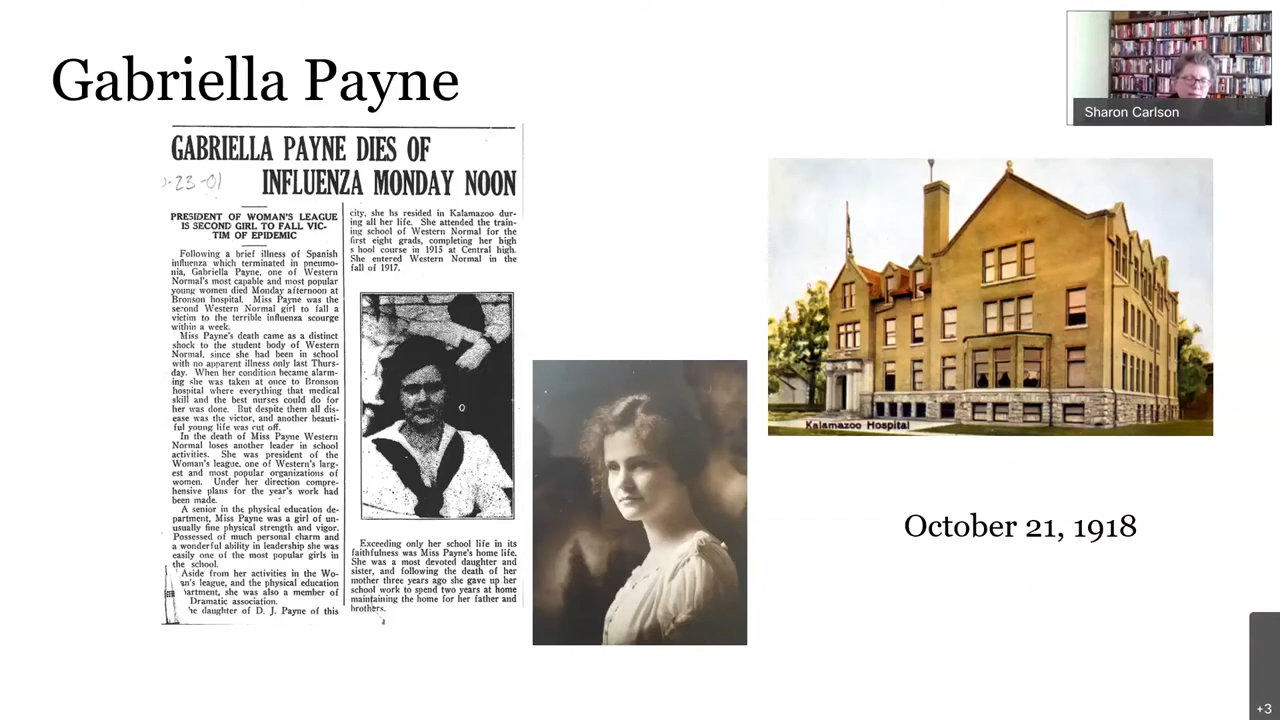 Gabriella Payne
Sharon Carlson
GABRIELLA PAYNE DIES OF
INFLUENZA MONDAY NOON
-23-01
PRESIDENT OF WOMAN'S LEAGUE
IS SECOND GIRL TO FALL VIC-
TIM OF EPIDEMIC
Following a brief illness of Spanish
influenza which terminated in pneumo-
nia, Gabriella Payne, one of Western
Normal's most capable and most popular
young women died Monday afternoon at
Bronson hospital. Miss Payne was the
second Western Normal girl to fall a
victim to the terrible influenza scourge
within a week.
Miss Payne's death came as a distinct
shock to the student body of Western
Normal, since she had been in school
with no apparent illness only last Thurs-
day. When her condition became alarm-
ing she was taken at once to Bronson
hospital where everything that medical
skill and the best nurses could do for
her was done. But despite them all dis-
ease was the victor, and another beauti-
ful young life was cut off.
In the death of Miss Payne Western
Normal loses another leader in school
activities. She was president of the
Woman's league, one of Western's larg-
est and most popular organizations of
women. Under her direction compre-
hensive plans for the year's work had
been made.
A senior in the physical education de-
partment, Miss Payne was a girl of un-
usually fine physical strength and vigor.
Possessed of much personal charm and
a wonderful ability in leadership she was
easily one of the most popular girls in
the school.
Aside from her activities in the Wo-
an's league, and the physical education
artment, she was also a member of
Dramatic association.
he daughter of D. J. Payne of this
city, she hs resided in Kalamazoo dur-
ing all her life. She attended the train-
ing school of Western Normal for the
first eight grads, completing her high
s hool course in 1915 at Central high.
She entered Western Normal in the
fall of 1917.
Exceeding only her school life in its
faithfulness was Miss Payne's home life.
She was a most devoted daughter and
sister, and following the death of her
mother three years ago she gave up her
school work to spend two years at home
maintaining the home for her father and
brothers.
Kalamazoo Hospital
October 21, 1918
+3